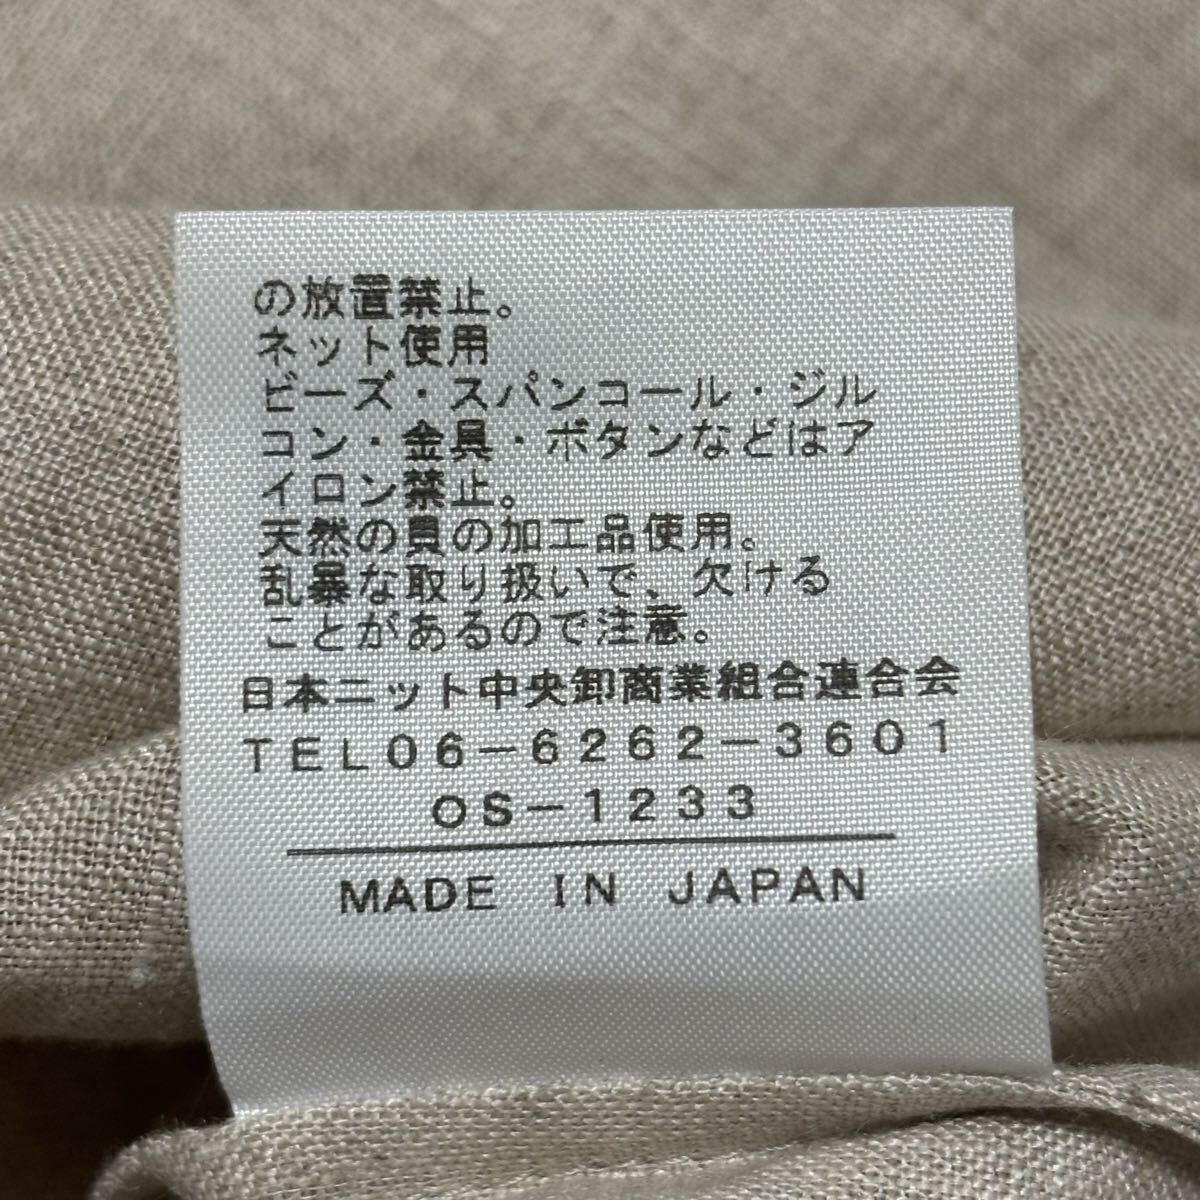 の放置禁止。
ネット使用
ビーズ・スパンコール・ジル
コン・金具・ボタンなどはア
イロン禁止。
天然の貝の加工品使用。
乱暴な取り扱いで、欠ける
ことがあるので注意。
日本ニット中央卸商業組合連合会
TEL06-6262-3601
OS-1233
MADE IN JAPAN